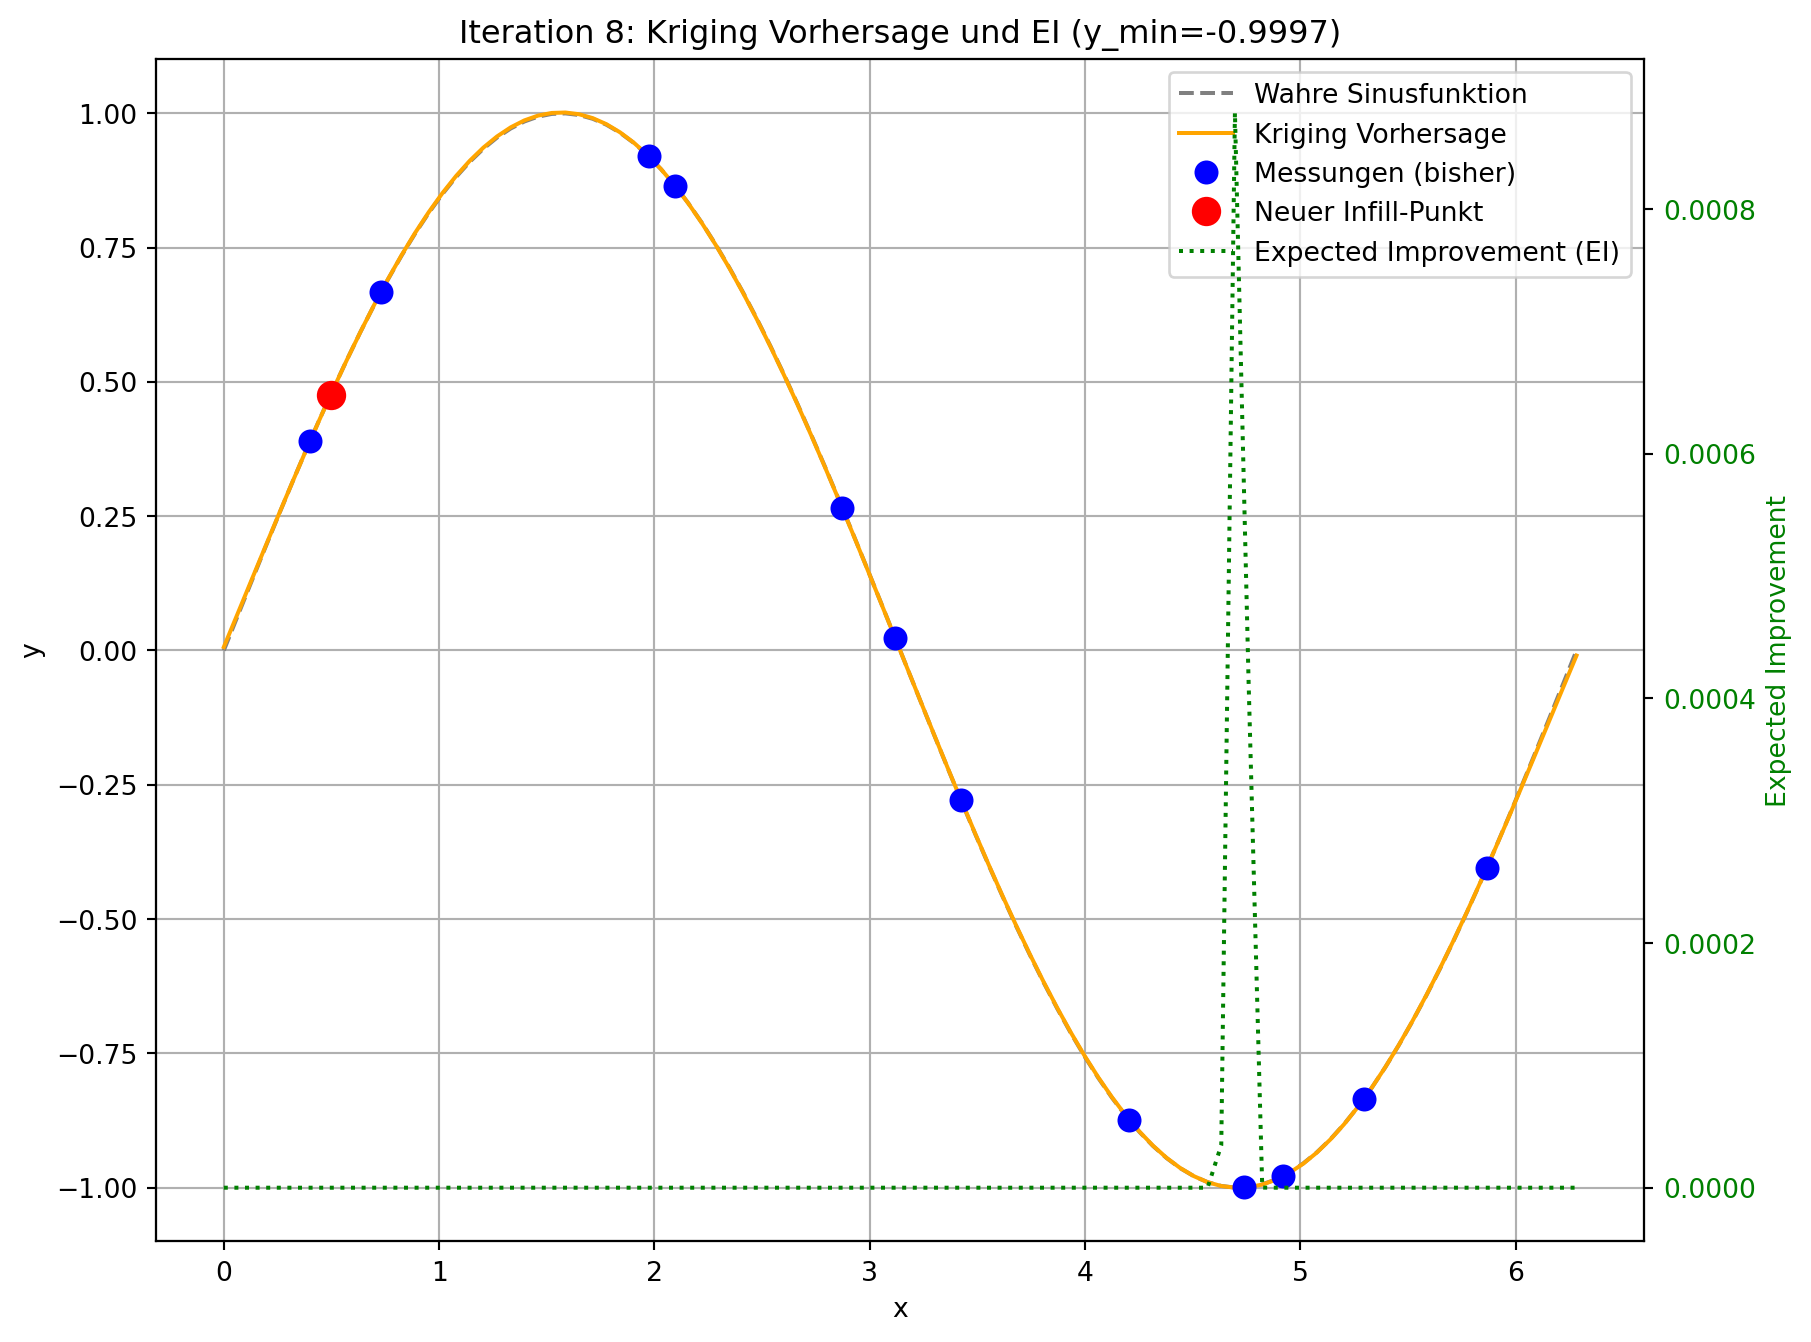 Iteration 8: Kriging Vorhersage und EI (y_min=-0.9997)
Wahre Sinusfunktion
Kriging Vorhersage
Messungen (bisher)
Neuer Infill-Punkt
Expected Improvement (EI)
1.00
0.75
0.50
0.25
0.00
−0.25
−0.50
−0.75
−1.00
y
0.0008
0.0006
0.0004
0.0002
0.0000
Expected Improvement
0 1 2 3 4 5 6
x